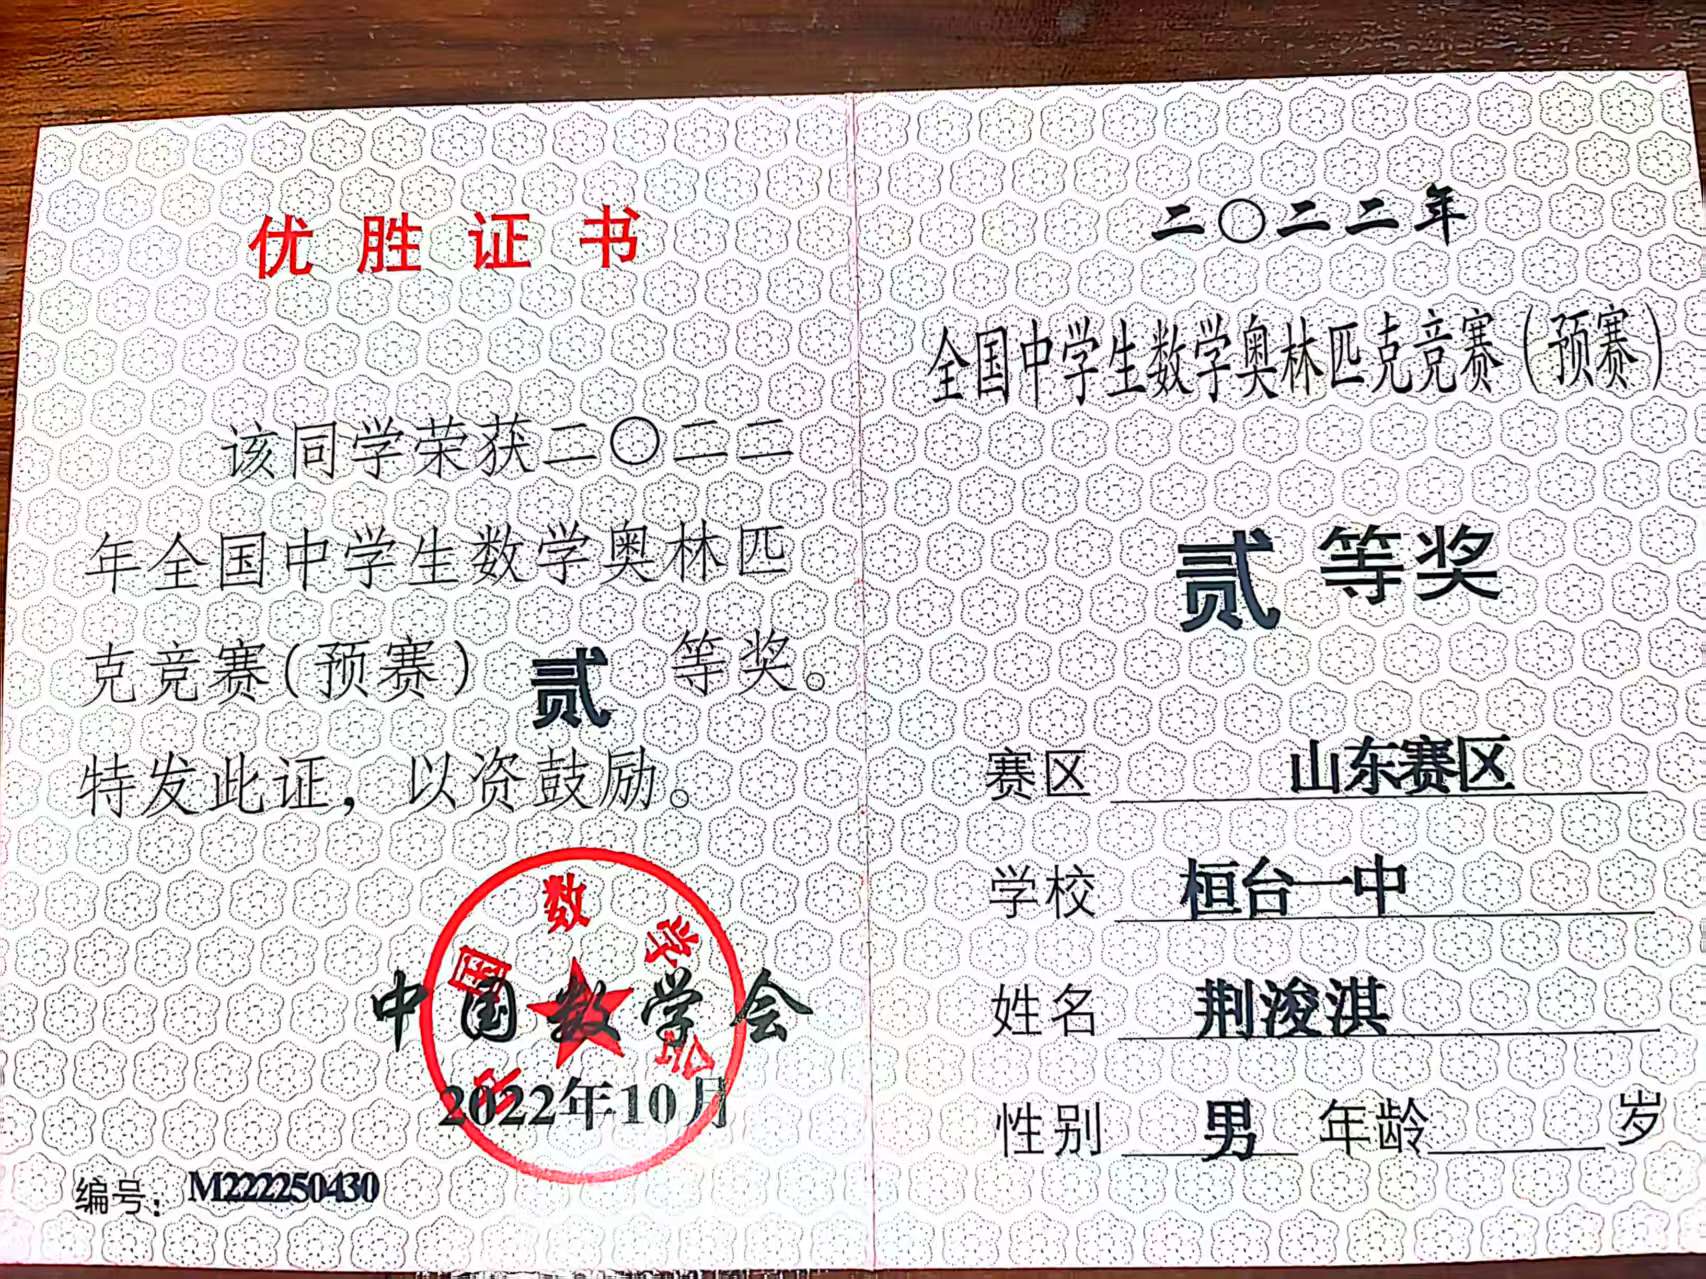 优胜证书
该同学荣获二〇二二
年全国中学生数学奥林匹
克竞赛(预赛) 贰 等奖。
特发此证，以资鼓励。
中国数学会
中国数学会
2022年10月
编号：M222250430
二〇二二年
全国中学生数学奥林匹克竞赛(预赛)
贰等奖
赛区 山东赛区
学校 桓台一中
姓名 荆浚淇
性别 男 年龄 岁